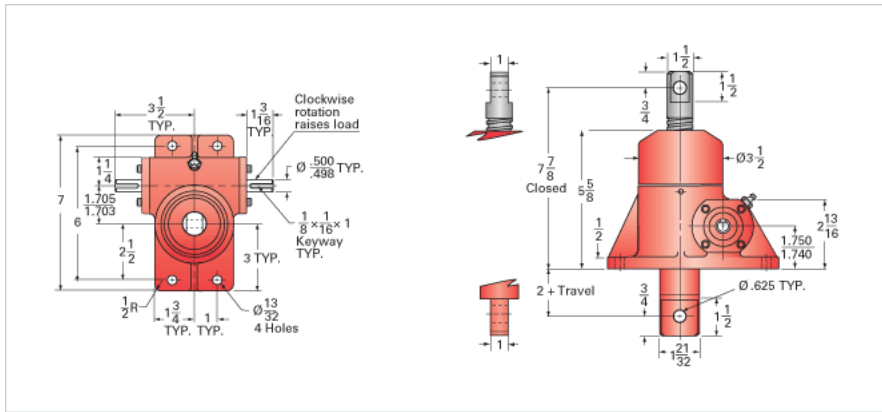 3 1/2
TYP.
1 3/16
TYP.
Clockwise
rotation
raises load
Ø .500/.498 TYP.
1 1/4
7
6
1.705/1.703
2 1/2
1/8 × 1/16 × 1
Keyway
TYP.
3 TYP.
1/2 R
1 3/4
TYP.
1
TYP.
Ø 13/32
4 Holes
1
1 1/2
1 1/2
3/4
7 7/8
Closed
5 5/8
Ø3 1/2
1/2
2 13/16
1.750/1.740
2 + Travel
3/4
Ø.625 TYP.
1 1/2
1
1 21/32